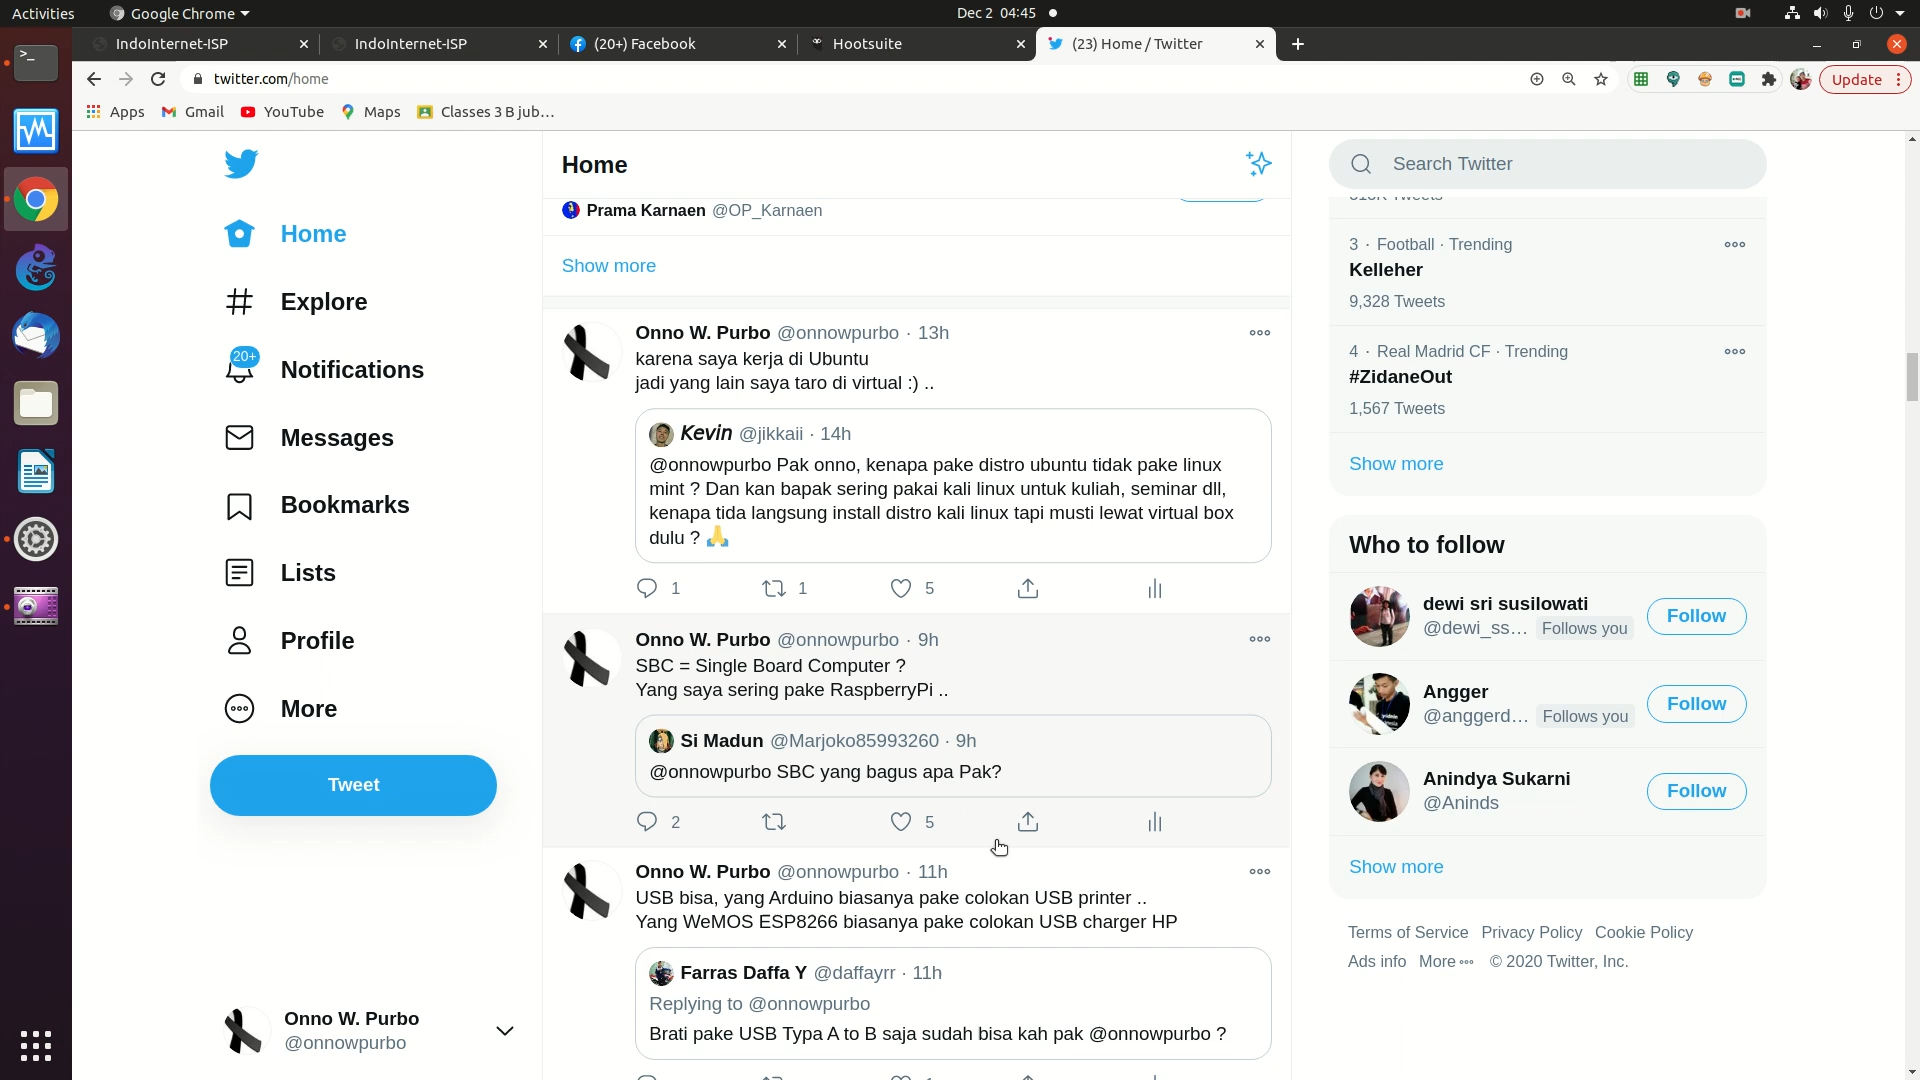 Activities
Google Chrome
Dec 2 04:45
IndoInternet-ISP
IndoInternet-ISP
(20+) Facebook
Hootsuite
(23) Home / Twitter
twitter.com/home
Update
Apps
Gmail
YouTube
Maps
Classes 3 B jub...
Home
Explore
20+
Notifications
Messages
Bookmarks
Lists
Profile
More
Tweet
Onno W. Purbo
@onnowpurbo
Home
Prama Karnaen @OP_Karnaen
Show more
Onno W. Purbo @onnowpurbo · 13h
karena saya kerja di Ubuntu
jadi yang lain saya taro di virtual :) ..
Kevin @jikkaii · 14h
@onnowpurbo Pak onno, kenapa pake distro ubuntu tidak pake linux
mint ? Dan kan bapak sering pakai kali linux untuk kuliah, seminar dll,
kenapa tida langsung install distro kali linux tapi musti lewat virtual box
dulu ? 🙏
1 1 5
Onno W. Purbo @onnowpurbo · 9h
SBC = Single Board Computer ?
Yang saya sering pake RaspberryPi ..
Si Madun @Marjoko85993260 · 9h
@onnowpurbo SBC yang bagus apa Pak?
2 5
Onno W. Purbo @onnowpurbo · 11h
USB bisa, yang Arduino biasanya pake colokan USB printer ..
Yang WeMOS ESP8266 biasanya pake colokan USB charger HP
Farras Daffa Y @daffayrr · 11h
Replying to @onnowpurbo
Brati pake USB Typa A to B saja sudah bisa kah pak @onnowpurbo ?
Search Twitter
3 · Football · Trending
Kelleher
9,328 Tweets
4 · Real Madrid CF · Trending
#ZidaneOut
1,567 Tweets
Show more
Who to follow
dewi sri susilowati
@dewi_ss... Follows you
Follow
Angger
@anggerd... Follows you
Follow
Anindya Sukarni
@Aninds
Follow
Show more
Terms of Service Privacy Policy Cookie Policy
Ads info More © 2020 Twitter, Inc.